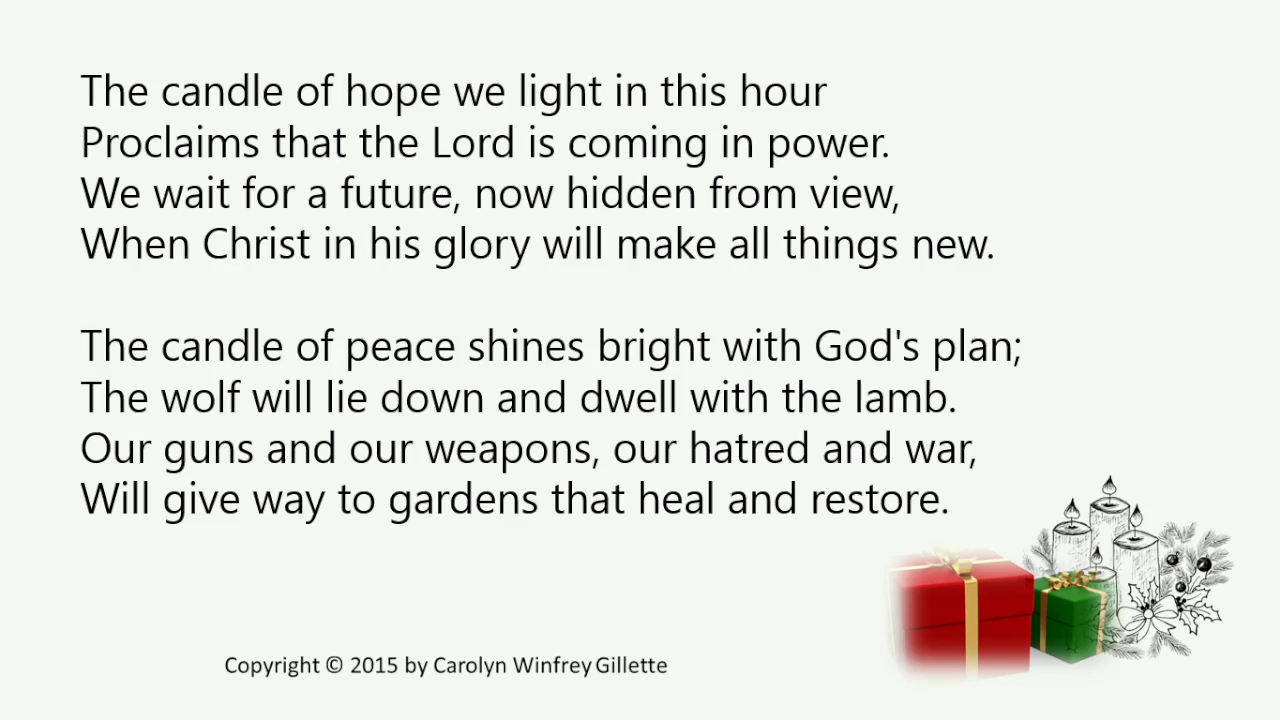 The candle of hope we light in this hour
Proclaims that the Lord is coming in power.
We wait for a future, now hidden from view,
When Christ in his glory will make all things new.
The candle of peace shines bright with God's plan;
The wolf will lie down and dwell with the lamb.
Our guns and our weapons, our hatred and war,
Will give way to gardens that heal and restore.
Copyright © 2015 by Carolyn Winfrey Gillette